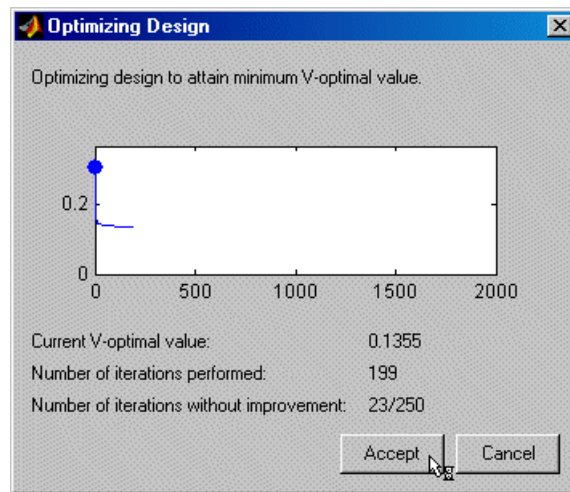 Optimizing Design
Optimizing design to attain minimum V-optimal value.
0.2
0
0 500 1000 1500 2000
Current V-optimal value: 0.1355
Number of iterations performed: 199
Number of iterations without improvement: 23/250
Accept Cancel